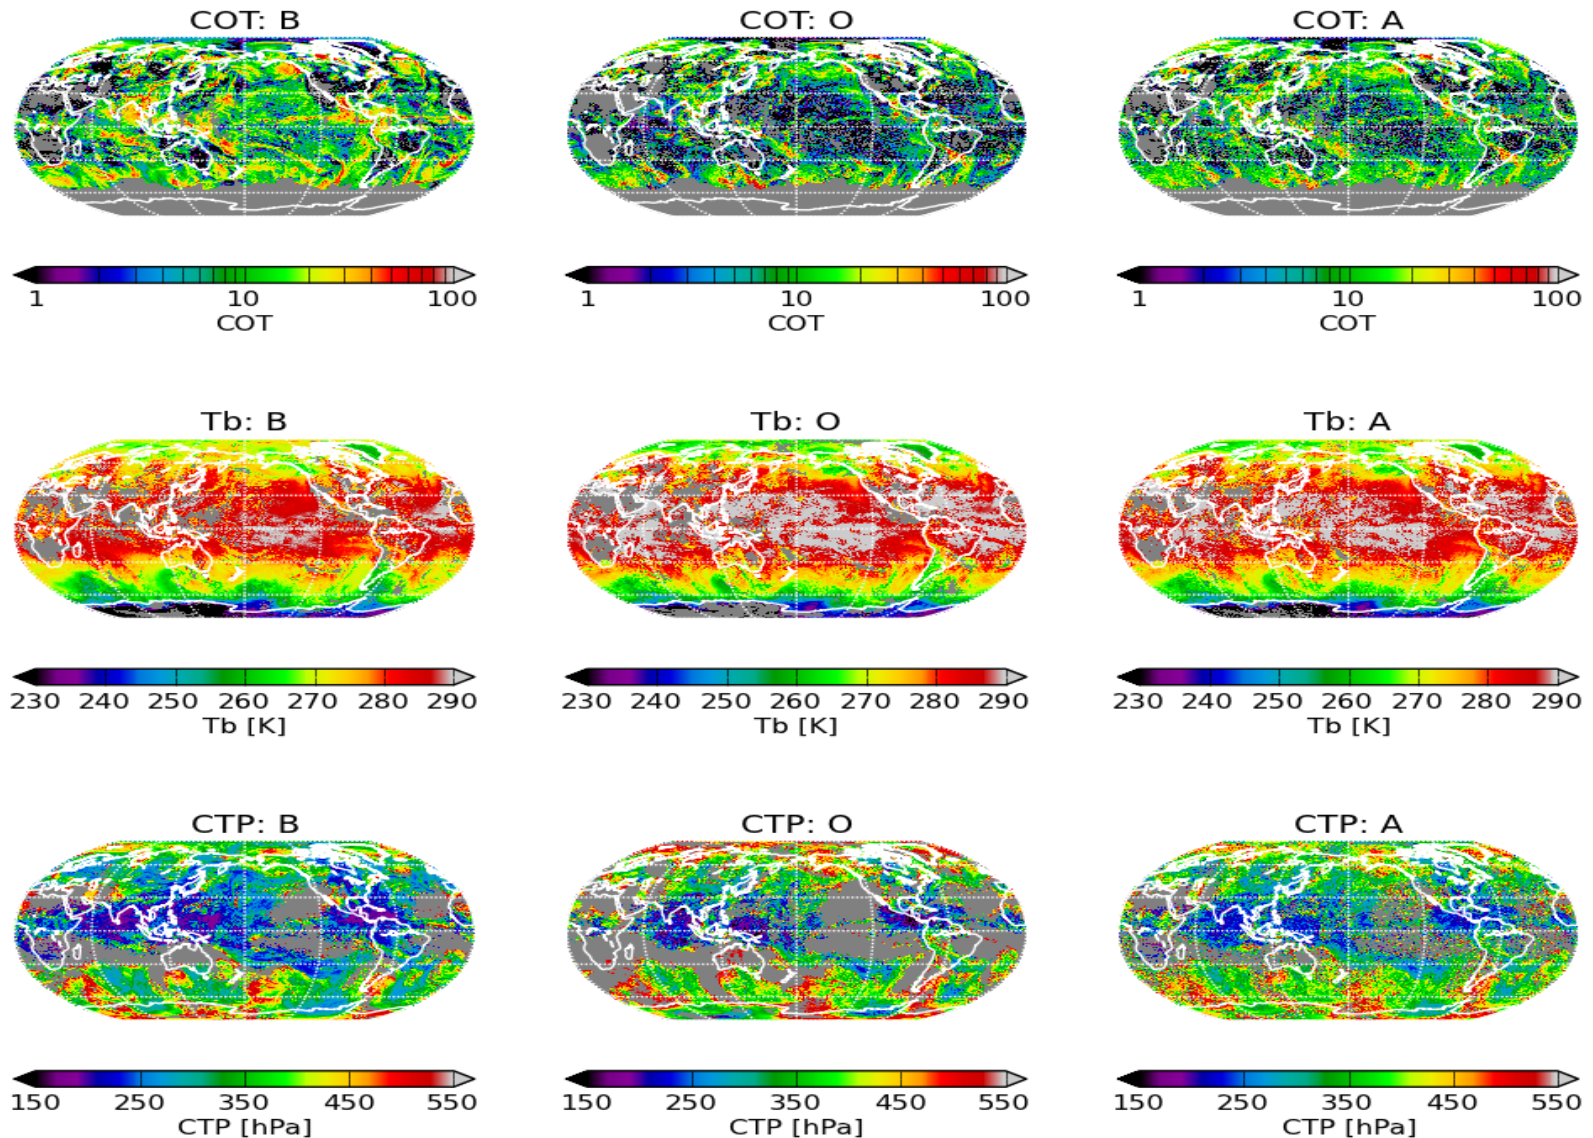 COT: B COT: O COT: A
1 10 100 1 10 100 1 10 100
COT COT COT
Tb: B Tb: O Tb: A
230 240 250 260 270 280 290 230 240 250 260 270 280 290 230 240 250 260 270 280 290
Tb [K] Tb [K] Tb [K]
CTP: B CTP: O CTP: A
150 250 350 450 550 150 250 350 450 550 150 250 350 450 550
CTP [hPa] CTP [hPa] CTP [hPa]